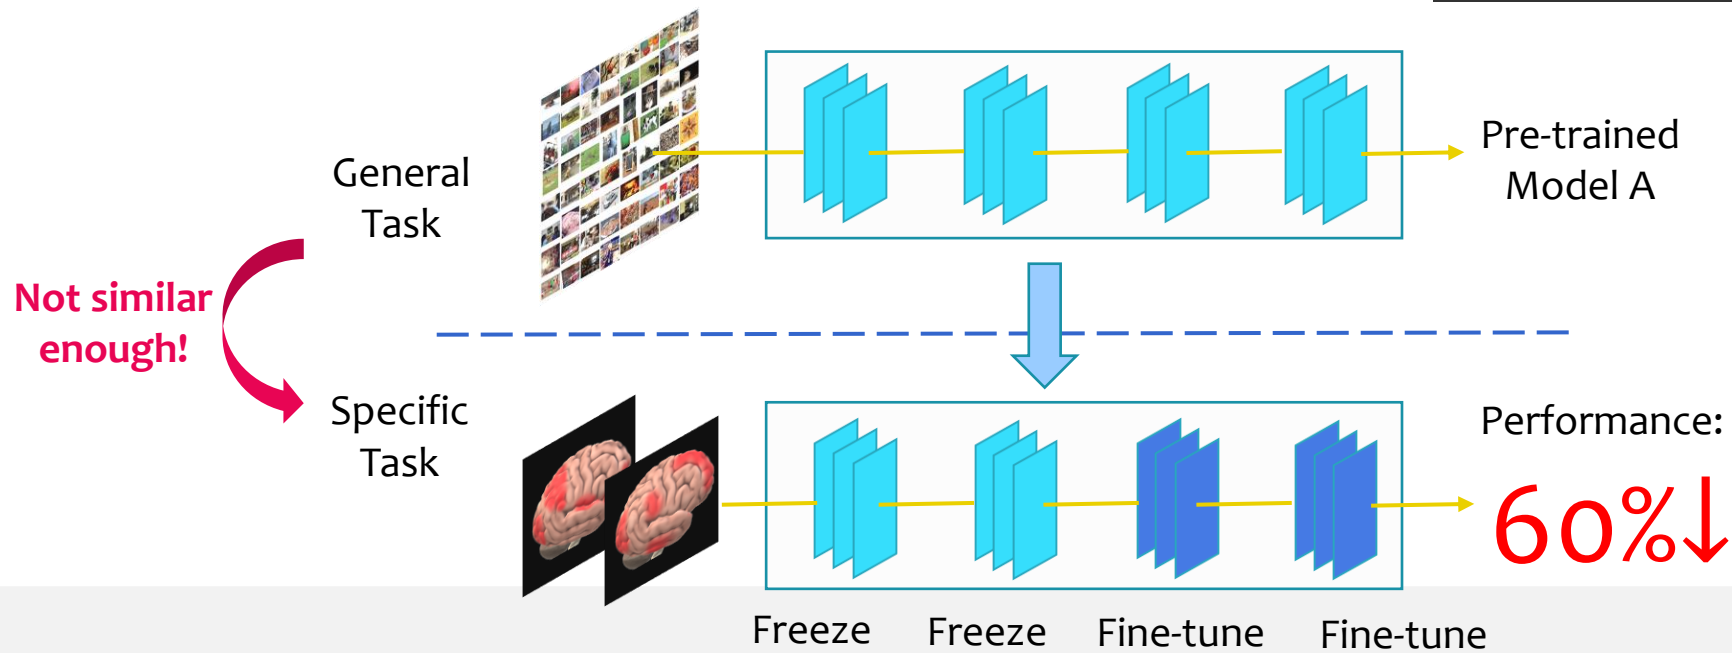 General
Task
Pre-trained
Model A
Not similar
enough!
Specific
Task
Performance:
60%↓
Freeze
Freeze
Fine-tune
Fine-tune